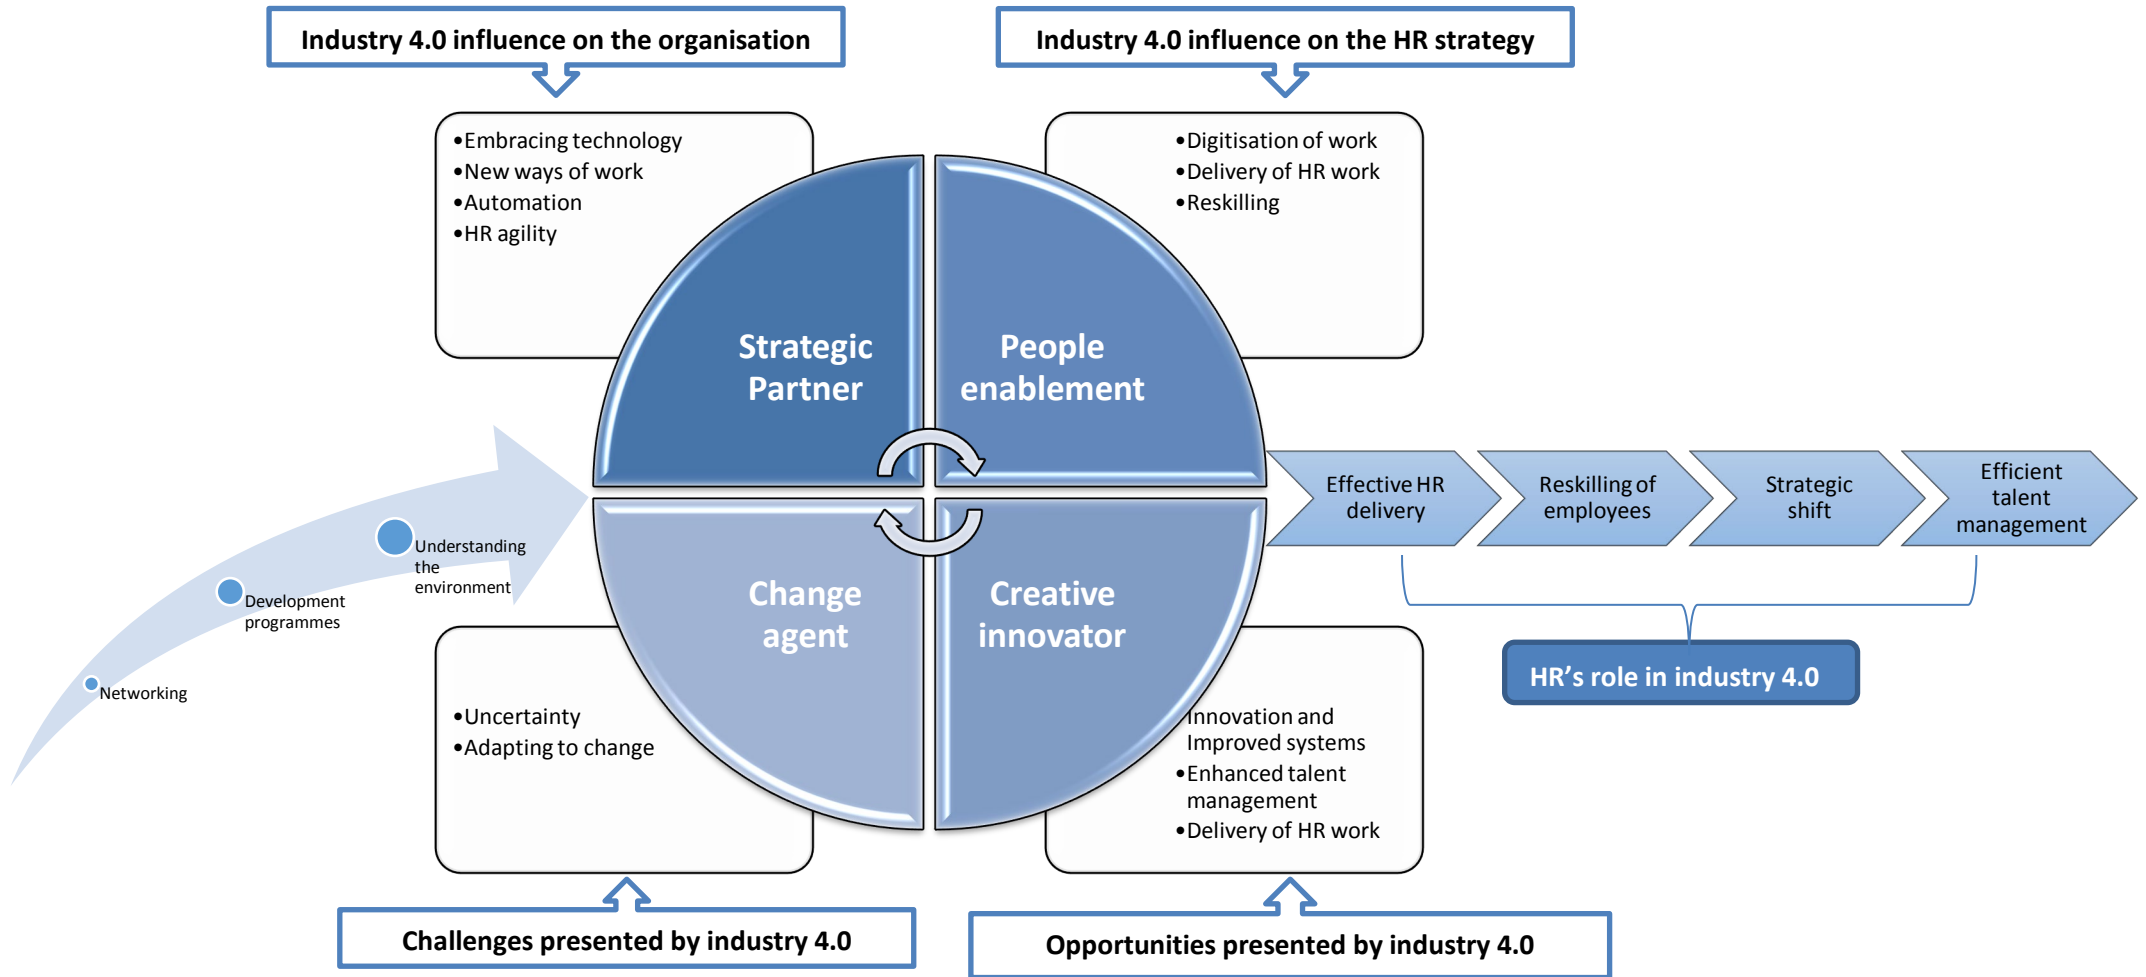 Industry 4.0 influence on the organisation
Industry 4.0 influence on the HR strategy
•Embracing technology
•New ways of work
•Automation
•HR agility
•Digitisation of work
•Delivery of HR work
•Reskilling
Strategic
Partner
People
enablement
Change
agent
Creative
innovator
Understanding
the
environment
Development
programmes
Networking
Effective HR
delivery
Reskilling of
employees
Strategic
shift
Efficient
talent
management
HR's role in industry 4.0
•Uncertainty
•Adapting to change
Innovation and
Improved systems
•Enhanced talent
management
•Delivery of HR work
Challenges presented by industry 4.0
Opportunities presented by industry 4.0